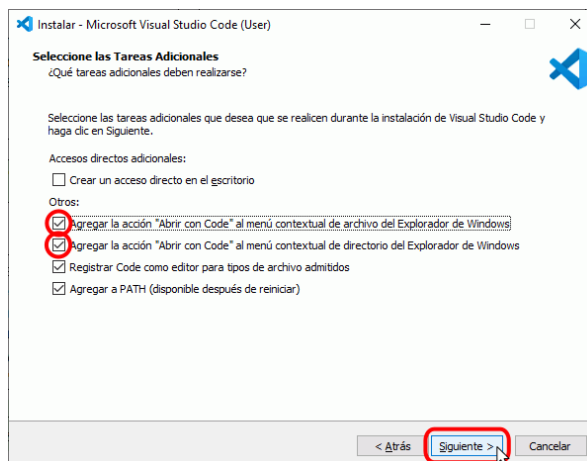 Instalar - Microsoft Visual Studio Code (User)
Seleccione las Tareas Adicionales
¿Qué tareas adicionales deben realizarse?
Seleccione las tareas adicionales que desea que se realicen durante la instalación de Visual Studio Code y
haga clic en Siguiente.
Accesos directos adicionales:
Crear un acceso directo en el escritorio
Otros:
Agregar la acción "Abrir con Code" al menú contextual de archivo del Explorador de Windows
Agregar la acción "Abrir con Code" al menú contextual de directorio del Explorador de Windows
Registrar Code como editor para tipos de archivo admitidos
Agregar a PATH (disponible después de reiniciar)
< Atrás
Siguiente >
Cancelar